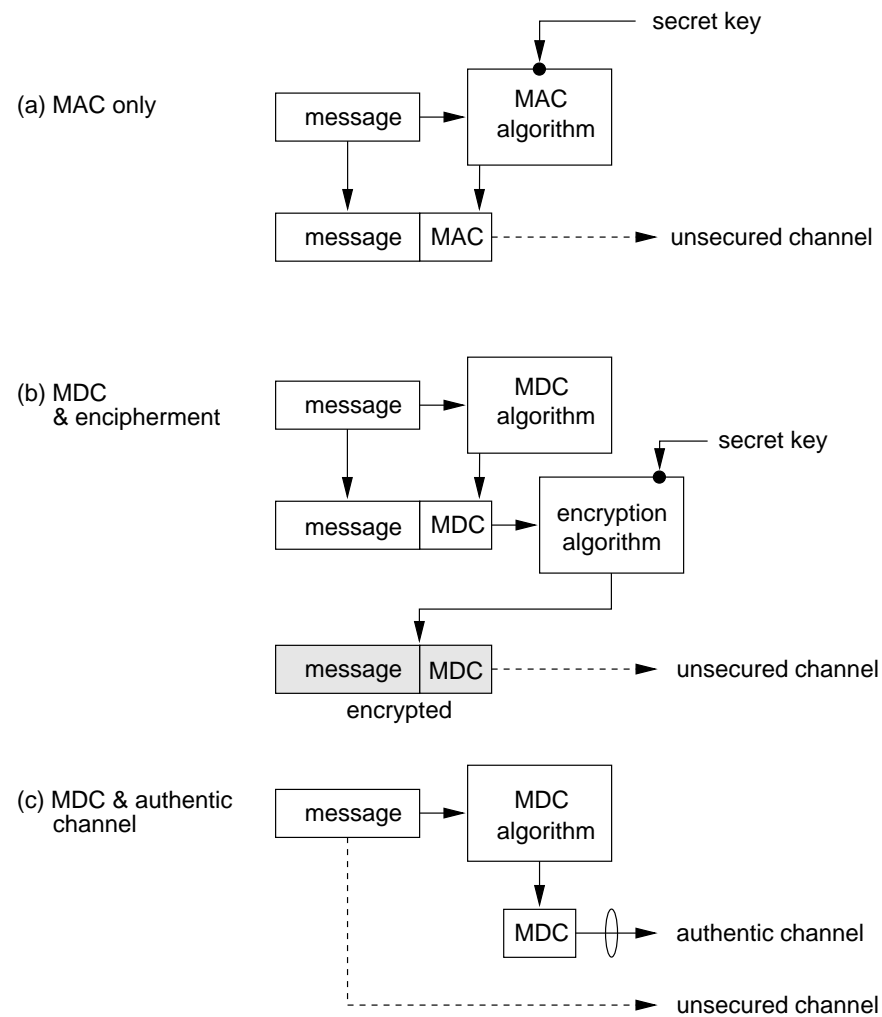 secret key
(a) MAC only
message
MAC
algorithm
message
MAC
unsecured channel
(b) MDC
& encipherment
message
MDC
algorithm
secret key
message
MDC
encryption
algorithm
message
MDC
unsecured channel
encrypted
(c) MDC & authentic
channel
message
MDC
algorithm
MDC
authentic channel
unsecured channel